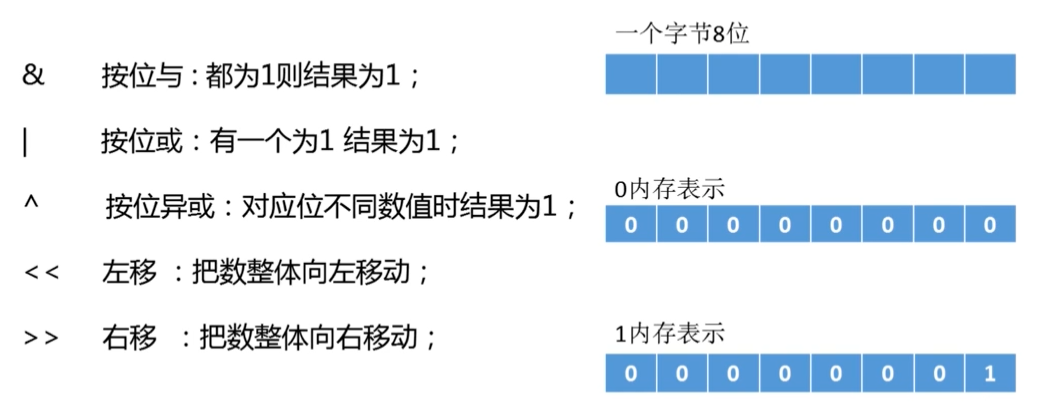 & 按位与：都为1则结果为1；
| 按位或：有一个为1 结果为1；
^ 按位异或：对应位不同数值时结果为1；
<< 左移 ：把数整体向左移动；
>> 右移 ：把数整体向右移动；
一个字节8位
0内存表示
0 0 0 0 0 0 0 0
1内存表示
0 0 0 0 0 0 0 1